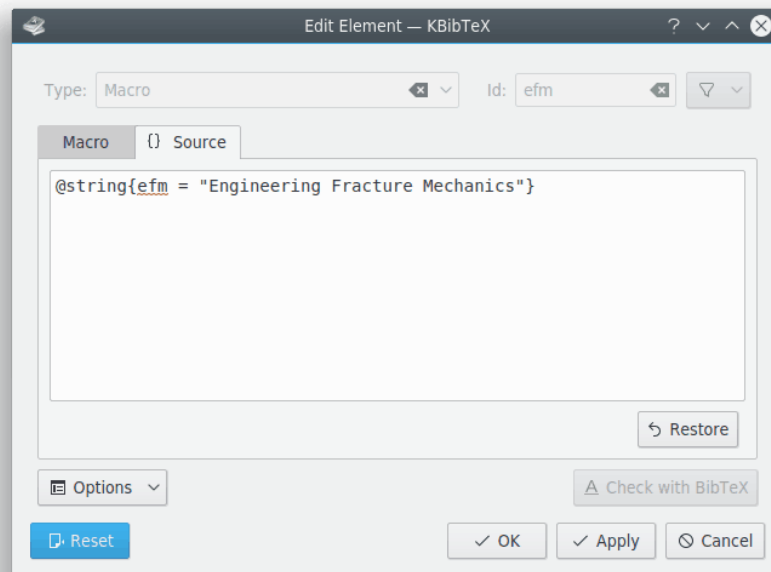 Edit Element — KBibTeX
Type: Macro Id: efm
Macro {} Source
@string{efm = "Engineering Fracture Mechanics"}
Restore
Options Check with BibTeX
Reset OK Apply Cancel